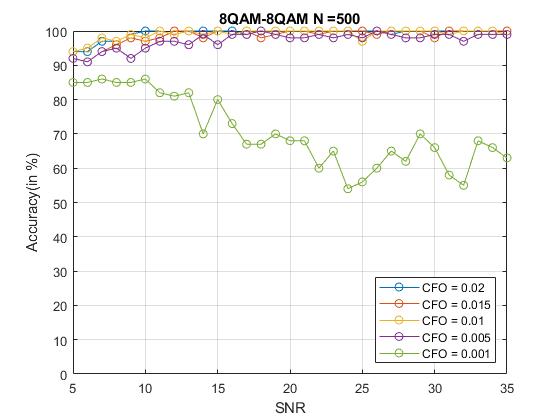 8QAM-8QAM N =500
Accuracy(in %)
100
90
80
70
60
50
40
30
20
10
0
5
10
15
20
25
30
35
SNR
CFO = 0.02
CFO = 0.015
CFO = 0.01
CFO = 0.005
CFO = 0.001